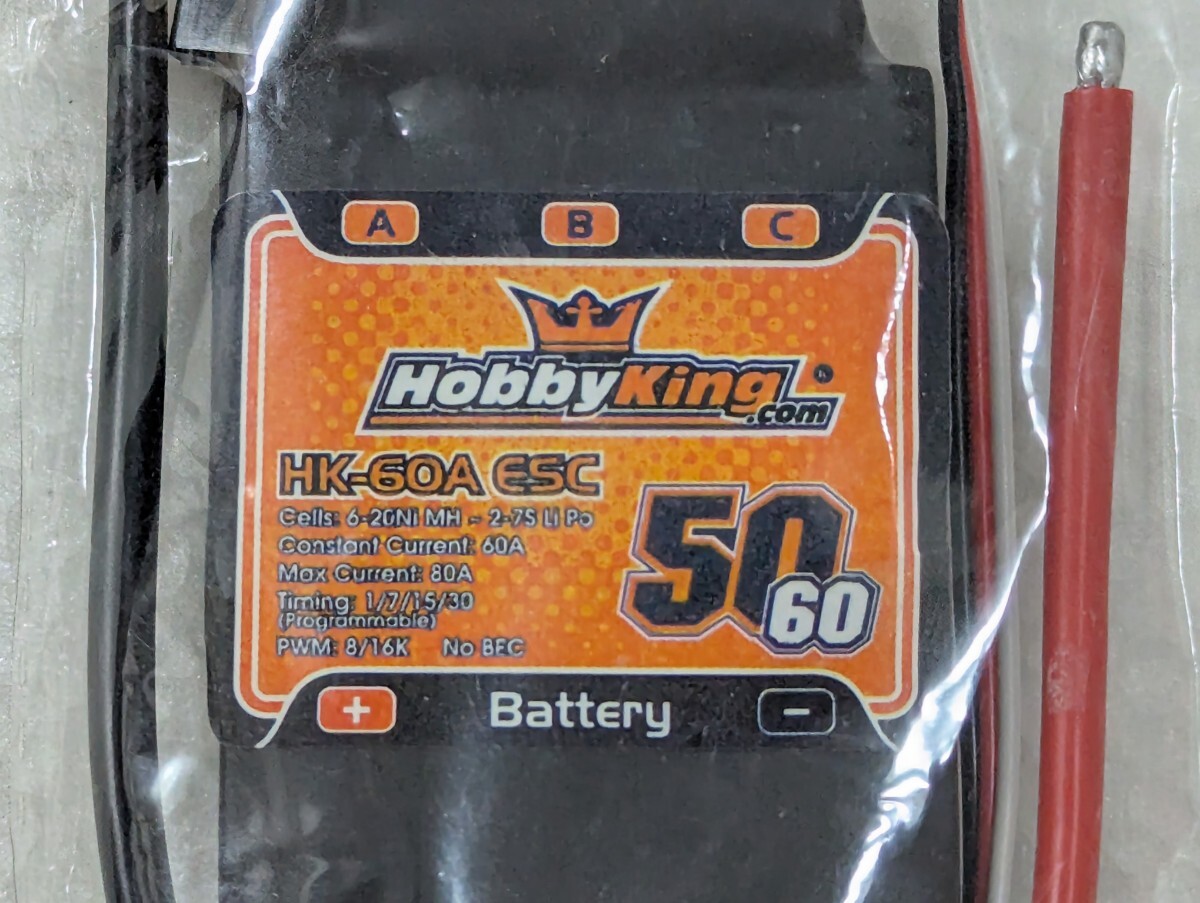 A B C
HobbyKing.com®
HK-60A ESC
Cells: 6-20Ni MH ~ 2-7S Li Po
Constant Current: 60A
Max Current: 80A
Timing: 1/7/15/30
(Programmable)
PWM: 8/16K No BEC
50
60
+ Battery -